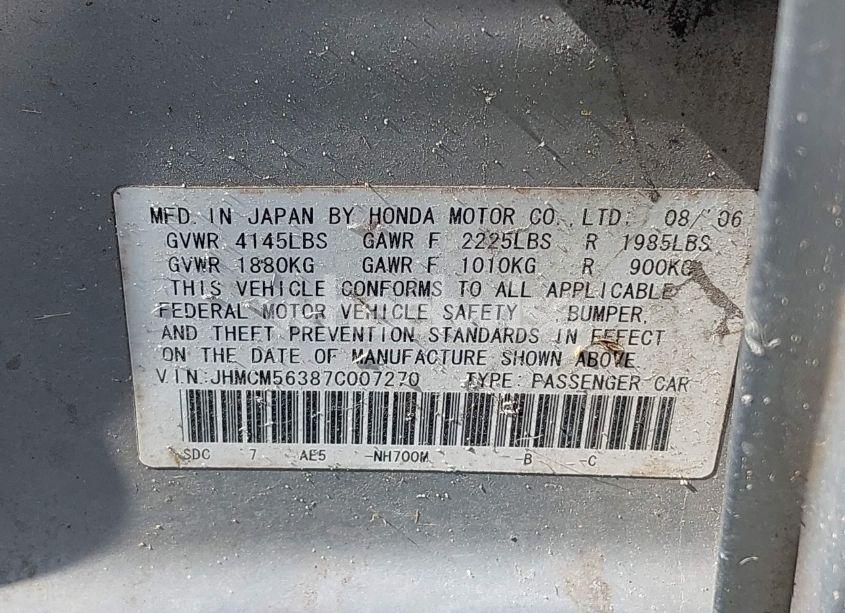 MFD. IN JAPAN BY HONDA MOTOR CO.,LTD. 08/'06
GVWR 4145LBS GAWR F 2225LBS R 1985LBS
GVWR 1880KG GAWR F 1010KG R 900KG
THIS VEHICLE CONFORMS TO ALL APPLICABLE
FEDERAL MOTOR VEHICLE SAFETY, BUMPER,
AND THEFT PREVENTION STANDARDS IN EFFECT
ON THE DATE OF MANUFACTURE SHOWN ABOVE.
V.I.N:JHMCM56387C007270 TYPE:PASSENGER CAR
SDC 7 AE5 -NH700M -B -C